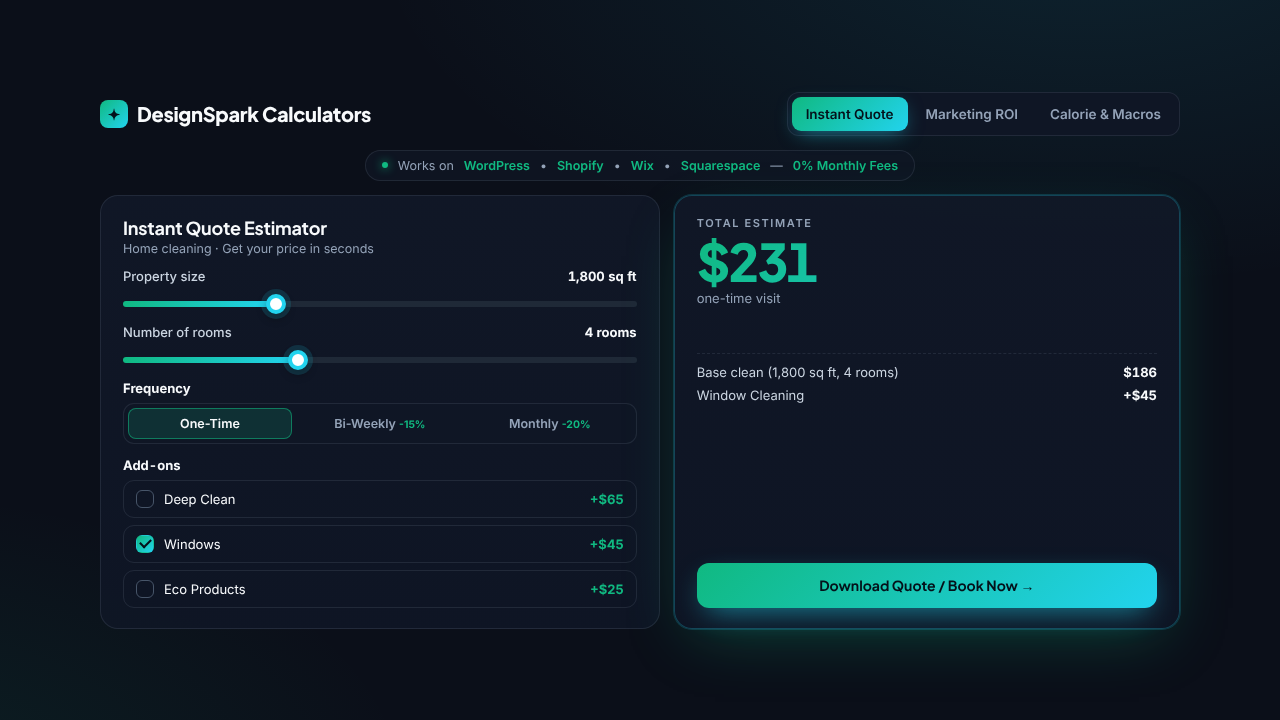 DesignSpark Calculators
Instant Quote Marketing ROI Calorie & Macros
Works on WordPress • Shopify • Wix • Squarespace — 0% Monthly Fees
Instant Quote Estimator
Home cleaning · Get your price in seconds
Property size 1,800 sq ft
Number of rooms 4 rooms
Frequency
One-Time Bi-Weekly -15% Monthly -20%
Add-ons
Deep Clean +$65
Windows +$45
Eco Products +$25
TOTAL ESTIMATE
$231
one-time visit
Base clean (1,800 sq ft, 4 rooms) $186
Window Cleaning +$45
Download Quote / Book Now →